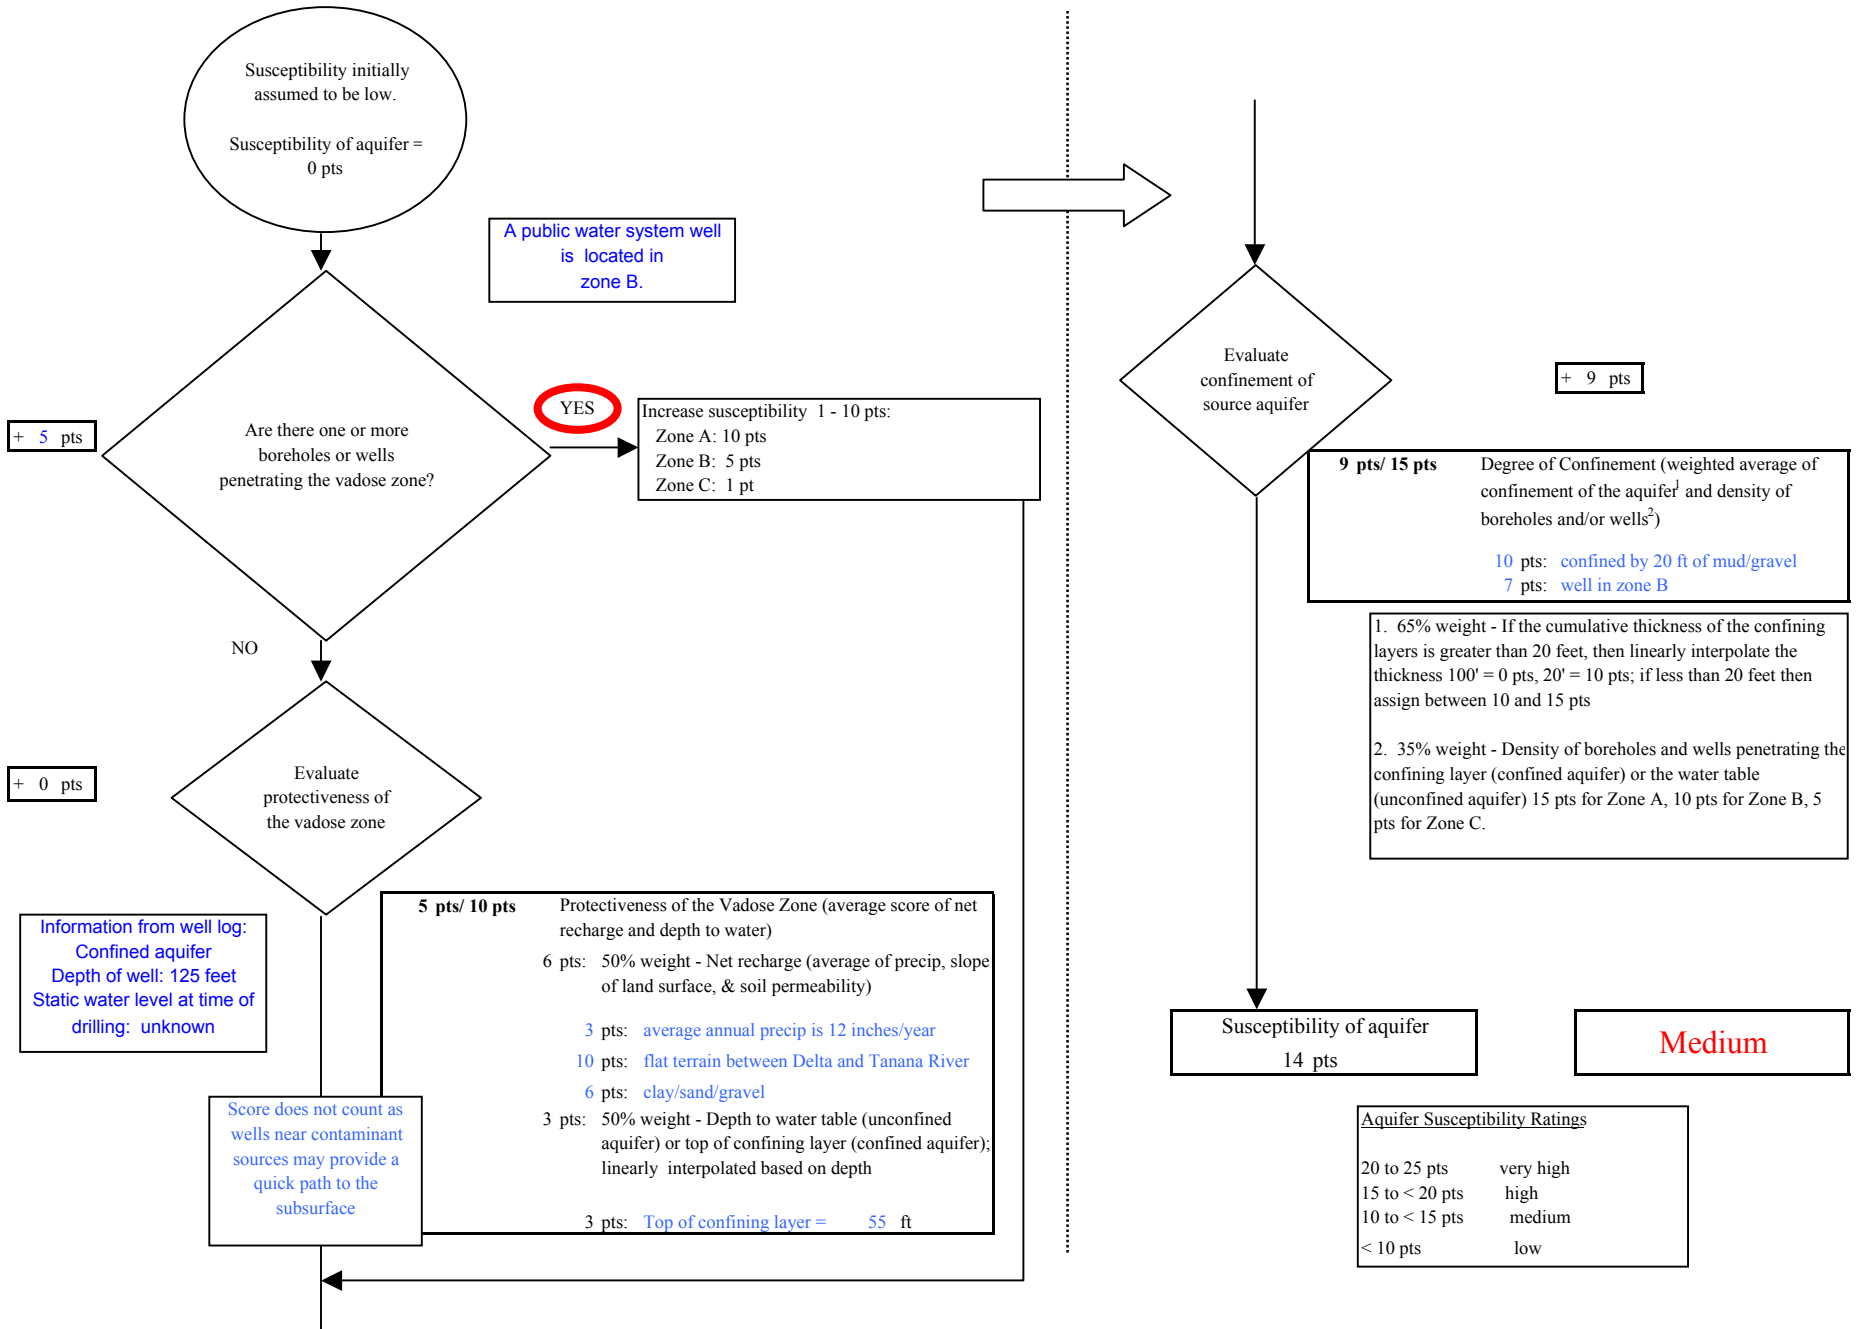 Susceptibility initially
assumed to be low.
Susceptibility of aquifer =
0 pts
A public water system well
is located in
zone B.
+ 5 pts
Are there one or more
boreholes or wells
penetrating the vadose zone?
YES
Increase susceptibility 1 - 10 pts:
Zone A: 10 pts
Zone B: 5 pts
Zone C: 1 pt
NO
+ 0 pts
Evaluate
protectiveness of
the vadose zone
Information from well log:
Confined aquifer
Depth of well: 125 feet
Static water level at time of
drilling: unknown
Score does not count as
wells near contaminant
sources may provide a
quick path to the
subsurface
5 pts/ 10 pts Protectiveness of the Vadose Zone (average score of net
recharge and depth to water)
6 pts: 50% weight - Net recharge (average of precip, slope
of land surface, & soil permeability)
3 pts: average annual precip is 12 inches/year
10 pts: flat terrain between Delta and Tanana River
6 pts: clay/sand/gravel
3 pts: 50% weight - Depth to water table (unconfined
aquifer) or top of confining layer (confined aquifer);
linearly interpolated based on depth
3 pts: Top of confining layer = 55 ft
Evaluate
confinement of
source aquifer
+ 9 pts
9 pts/ 15 pts Degree of Confinement (weighted average of
confinement of the aquifer1 and density of
boreholes and/or wells2)
10 pts: confined by 20 ft of mud/gravel
7 pts: well in zone B
1. 65% weight - If the cumulative thickness of the confining
layers is greater than 20 feet, then linearly interpolate the
thickness 100' = 0 pts, 20' = 10 pts; if less than 20 feet then
assign between 10 and 15 pts
2. 35% weight - Density of boreholes and wells penetrating the
confining layer (confined aquifer) or the water table
(unconfined aquifer) 15 pts for Zone A, 10 pts for Zone B, 5
pts for Zone C.
Susceptibility of aquifer
14 pts
Medium
Aquifer Susceptibility Ratings
20 to 25 pts very high
15 to < 20 pts high
10 to < 15 pts medium
< 10 pts low